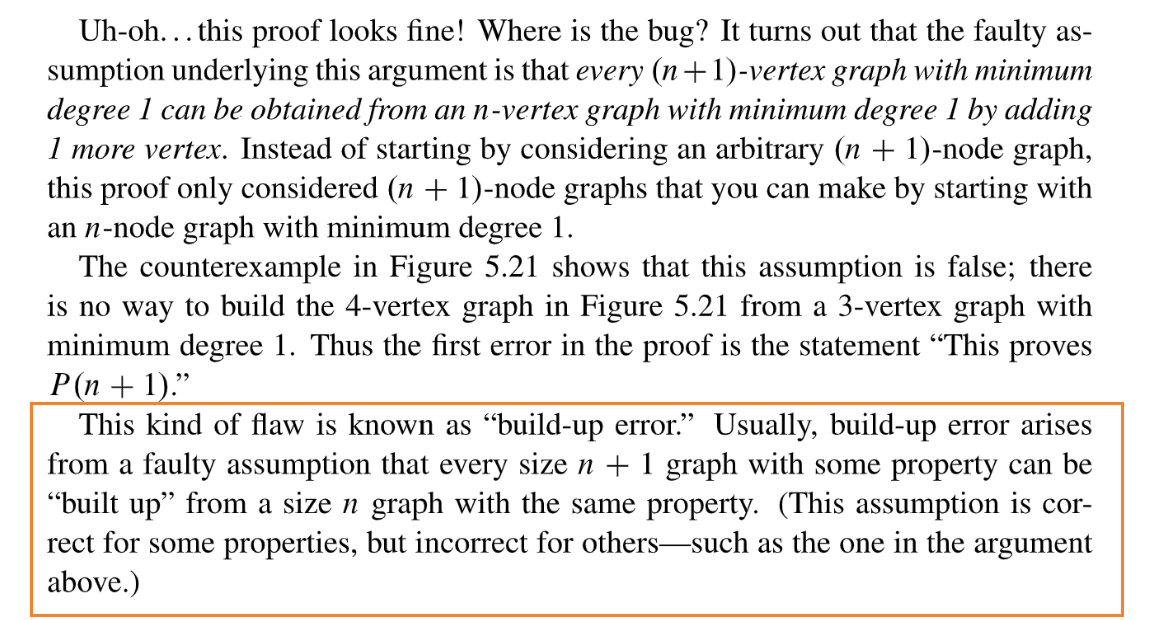 Uh-oh. . . this proof looks fine! Where is the bug? It turns out that the faulty as-
sumption underlying this argument is that every (n+1)-vertex graph with minimum
degree 1 can be obtained from an n-vertex graph with minimum degree 1 by adding
1 more vertex. Instead of starting by considering an arbitrary (n + 1)-node graph,
this proof only considered (n + 1)-node graphs that you can make by starting with
an n-node graph with minimum degree 1.
The counterexample in Figure 5.21 shows that this assumption is false; there
is no way to build the 4-vertex graph in Figure 5.21 from a 3-vertex graph with
minimum degree 1. Thus the first error in the proof is the statement “This proves
P(n + 1).”
This kind of flaw is known as “build-up error.” Usually, build-up error arises
from a faulty assumption that every size n + 1 graph with some property can be
“built up” from a size n graph with the same property. (This assumption is cor-
rect for some properties, but incorrect for others—such as the one in the argument
above.)